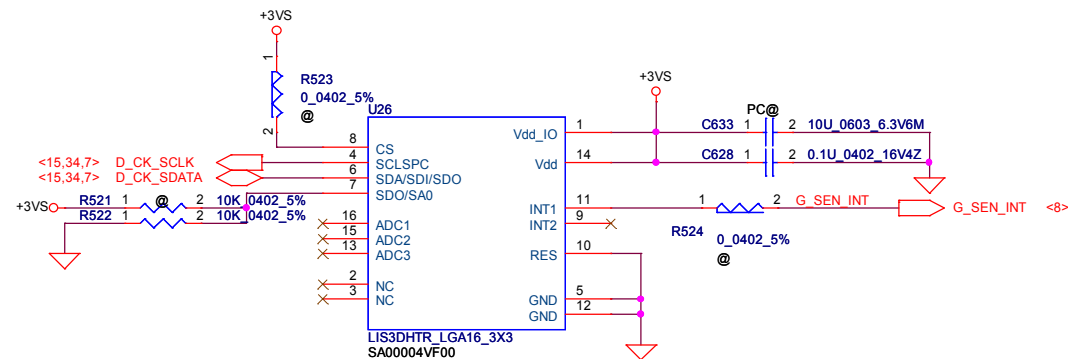 +3VS
1
R523
0_0402_5%
@
2
U26
+3VS
PC@
C633 1 2 10U_0603_6.3V6M
C628 1 2 0.1U_0402_16V4Z
8 CS
4 SCLSPC
6 SDA/SDI/SDO
7 SDO/SA0
1 Vdd_IO
14 Vdd
<15,34,7> D_CK_SCLK
<15,34,7> D_CK_SDATA
+3VS
R521 1 @ 2 10K_0402_5%
R522 1 2 10K_0402_5%
16 ADC1
15 ADC2
13 ADC3
2 NC
3 NC
INT1 11
INT2 9
RES 10
GND 5
GND 12
1 2 G_SEN_INT
G_SEN_INT <8>
R524
0_0402_5%
@
LIS3DHTR_LGA16_3X3
SA00004VF00